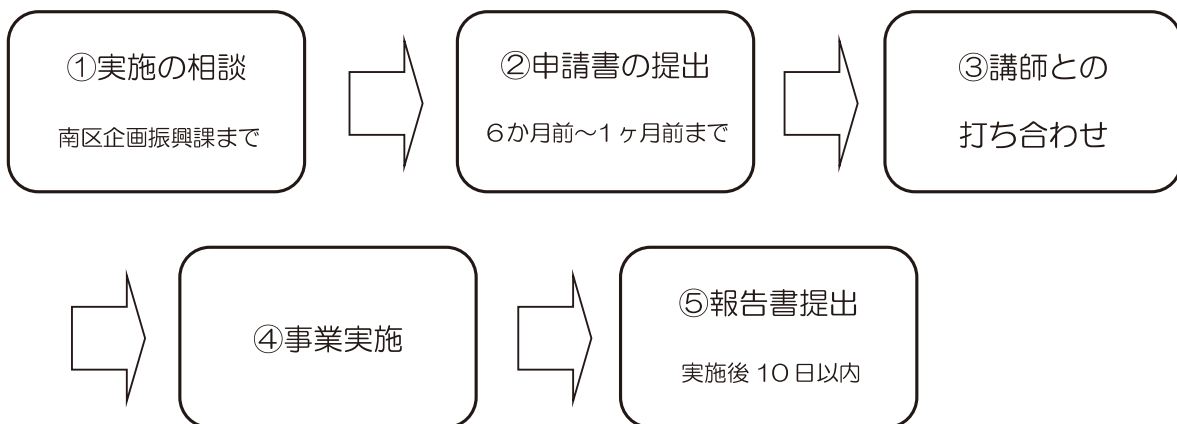 ①実施の相談
南区企画振興課まで
②申請書の提出
６か月前～１ヶ月前まで
③講師との
打ち合わせ
④事業実施
⑤報告書提出
実施後 10 日以内